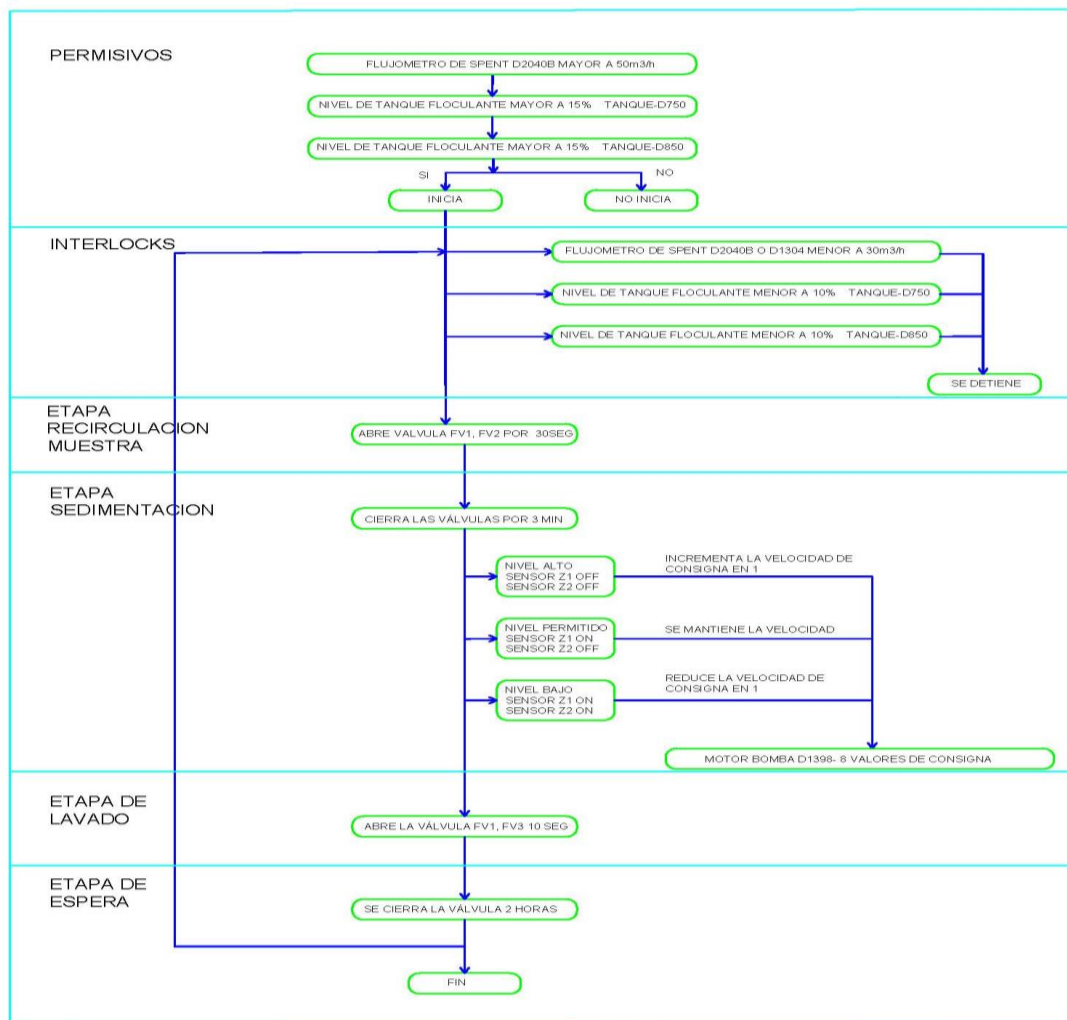 PERMISIVOS
FLUJOMETRO DE SPENT D2040B MAYOR A 50m3/h
NIVEL DE TANQUE FLOCULANTE MAYOR A 15% TANQUE-D750
NIVEL DE TANQUE FLOCULANTE MAYOR A 15% TANQUE-D850
SI
NO
INICIA
NO INICIA
INTERLOCKS
FLUJOMETRO DE SPENT D2040B O D1304 MENOR A 30m3/h
NIVEL DE TANQUE FLOCULANTE MENOR A 10% TANQUE-D750
NIVEL DE TANQUE FLOCULANTE MENOR A 10% TANQUE-D850
SE DETIENE
ETAPA
RECIRCULACION
MUESTRA
ABRE VALVULA FV1, FV2 POR 30SEG
ETAPA
SEDIMENTACION
CIERRA LAS VÁLVULAS POR 3 MIN
NIVEL ALTO
SENSOR Z1 OFF
SENSOR Z2 OFF
INCREMENTA LA VELOCIDAD DE
CONSIGNA EN 1
NIVEL PERMITIDO
SENSOR Z1 ON
SENSOR Z2 OFF
SE MANTIENE LA VELOCIDAD
NIVEL BAJO
SENSOR Z1 ON
SENSOR Z2 ON
REDUCE LA VELOCIDAD DE
CONSIGNA EN 1
MOTOR BOMBA D1398- 8 VALORES DE CONSIGNA
ETAPA DE
LAVADO
ABRE LA VÁLVULA FV1, FV3 10 SEG
ETAPA DE
ESPERA
SE CIERRA LA VÁLVULA 2 HORAS
FIN